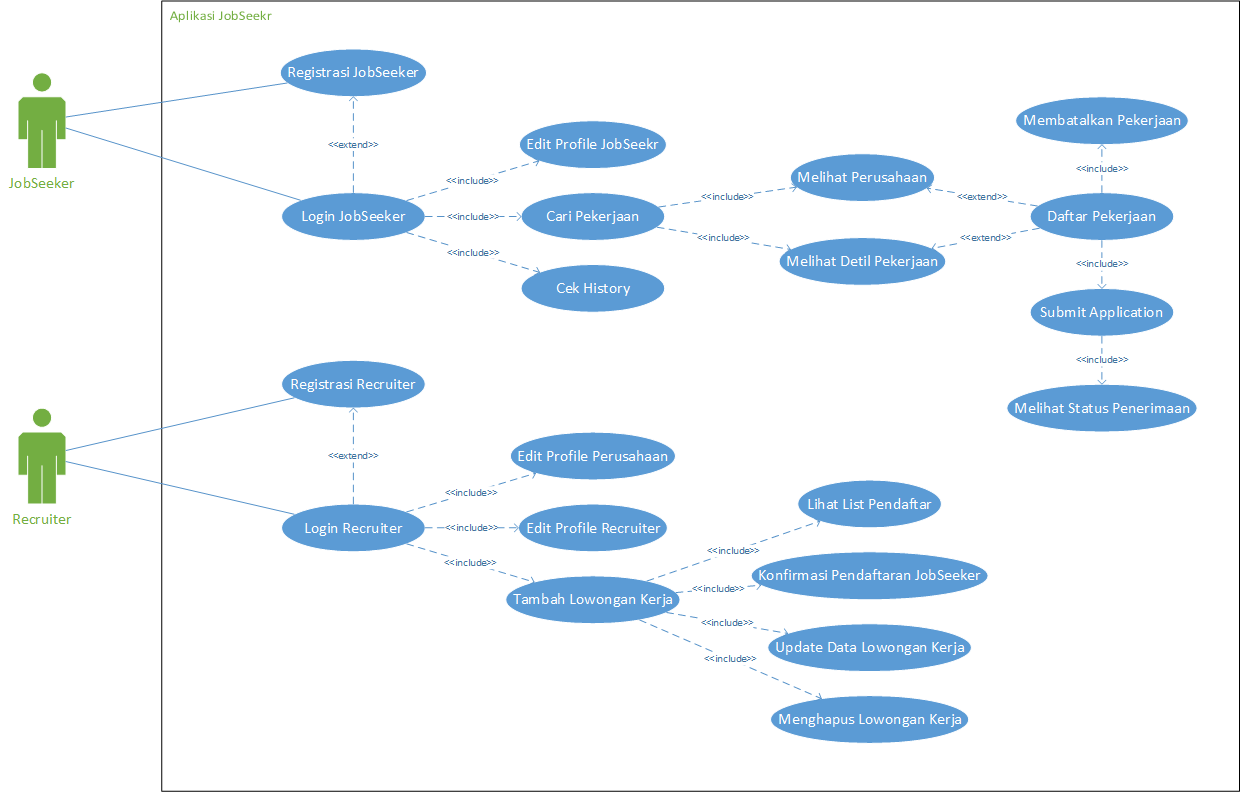 Aplikasi JobSeekr
Registrasi JobSeeker
JobSeeker
<<extend>>
Login JobSeeker
<<include>>
<<include>>
<<include>>
Edit Profile JobSeekr
Cari Pekerjaan
Cek History
<<include>>
<<include>>
Melihat Perusahaan
Melihat Detil Pekerjaan
<<extend>>
<<extend>>
Membatalkan Pekerjaan
<<include>>
Daftar Pekerjaan
<<include>>
Submit Application
<<include>>
Melihat Status Penerimaan
Registrasi Recruiter
Recruiter
<<extend>>
Login Recruiter
<<include>>
<<include>>
<<include>>
Edit Profile Perusahaan
Edit Profile Recruiter
Tambah Lowongan Kerja
<<include>>
<<include>>
<<include>>
<<include>>
Lihat List Pendaftar
Konfirmasi Pendaftaran JobSeeker
Update Data Lowongan Kerja
Menghapus Lowongan Kerja